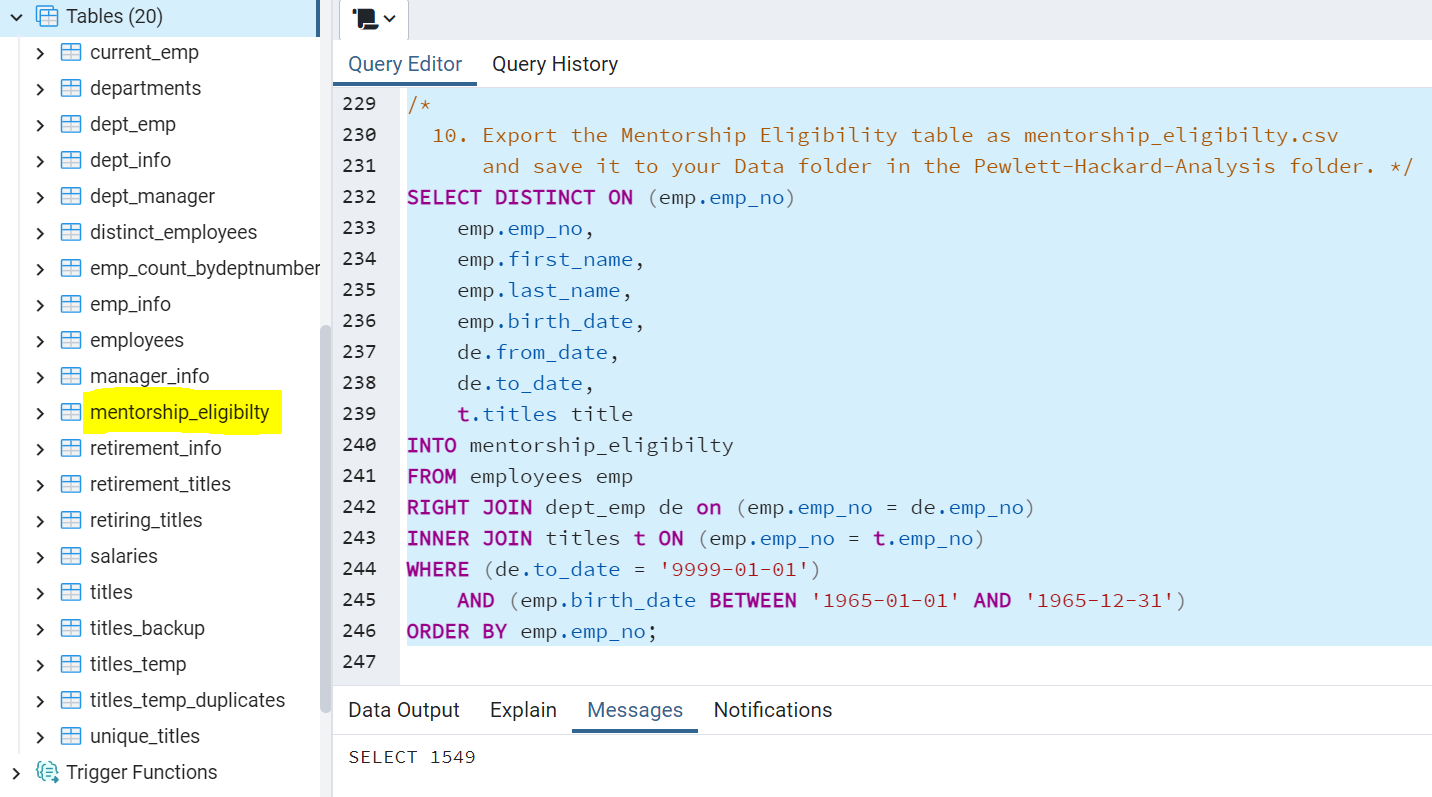 Tables (20)
current_emp
departments
dept_emp
dept_info
dept_manager
distinct_employees
emp_count_bydeptnumber
emp_info
employees
manager_info
mentorship_eligibilty
retirement_info
retirement_titles
retiring_titles
salaries
titles
titles_backup
titles_temp
titles_temp_duplicates
unique_titles
Trigger Functions
Query Editor Query History
229 /*
230 10. Export the Mentorship Eligibility table as mentorship_eligibilty.csv
231 and save it to your Data folder in the Pewlett-Hackard-Analysis folder. */
232 SELECT DISTINCT ON (emp.emp_no)
233 emp.emp_no,
234 emp.first_name,
235 emp.last_name,
236 emp.birth_date,
237 de.from_date,
238 de.to_date,
239 t.titles title
240 INTO mentorship_eligibilty
241 FROM employees emp
242 RIGHT JOIN dept_emp de on (emp.emp_no = de.emp_no)
243 INNER JOIN titles t ON (emp.emp_no = t.emp_no)
244 WHERE (de.to_date = '9999-01-01')
245 AND (emp.birth_date BETWEEN '1965-01-01' AND '1965-12-31')
246 ORDER BY emp.emp_no;
247
Data Output Explain Messages Notifications
SELECT 1549